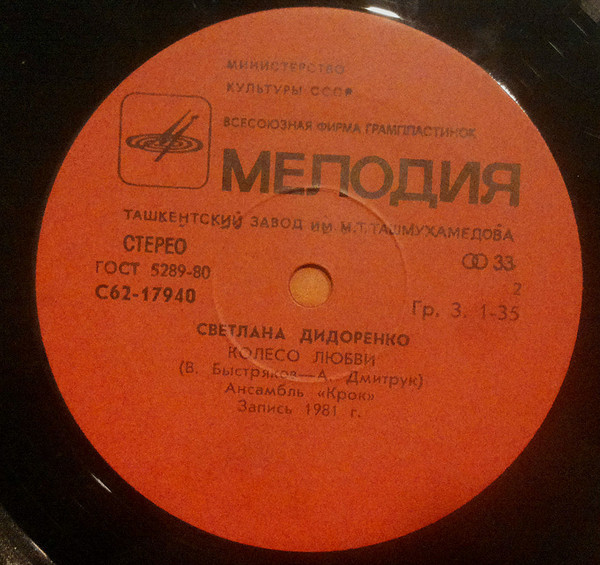 МИНИСТЕРСТВО
КУЛЬТУРЫ СССР
ВСЕСОЮЗНАЯ ФИРМА ГРАМПЛАСТИНОК
МЕЛОДИЯ
ТАШКЕНТСКИЙ ЗАВОД ИМ М.Т.ТАШМУХАМЕДОВА
СТЕРЕО
33
ГОСТ 5289-80
2
С62-17940
Гр. 3. 1-35
СВЕТЛАНА ДИДОРЕНКО
КОЛЕСО ЛЮБВИ
(В. Быстряков—А. Дмитрук)
Ансамбль «Крок»
Запись 1981 г.